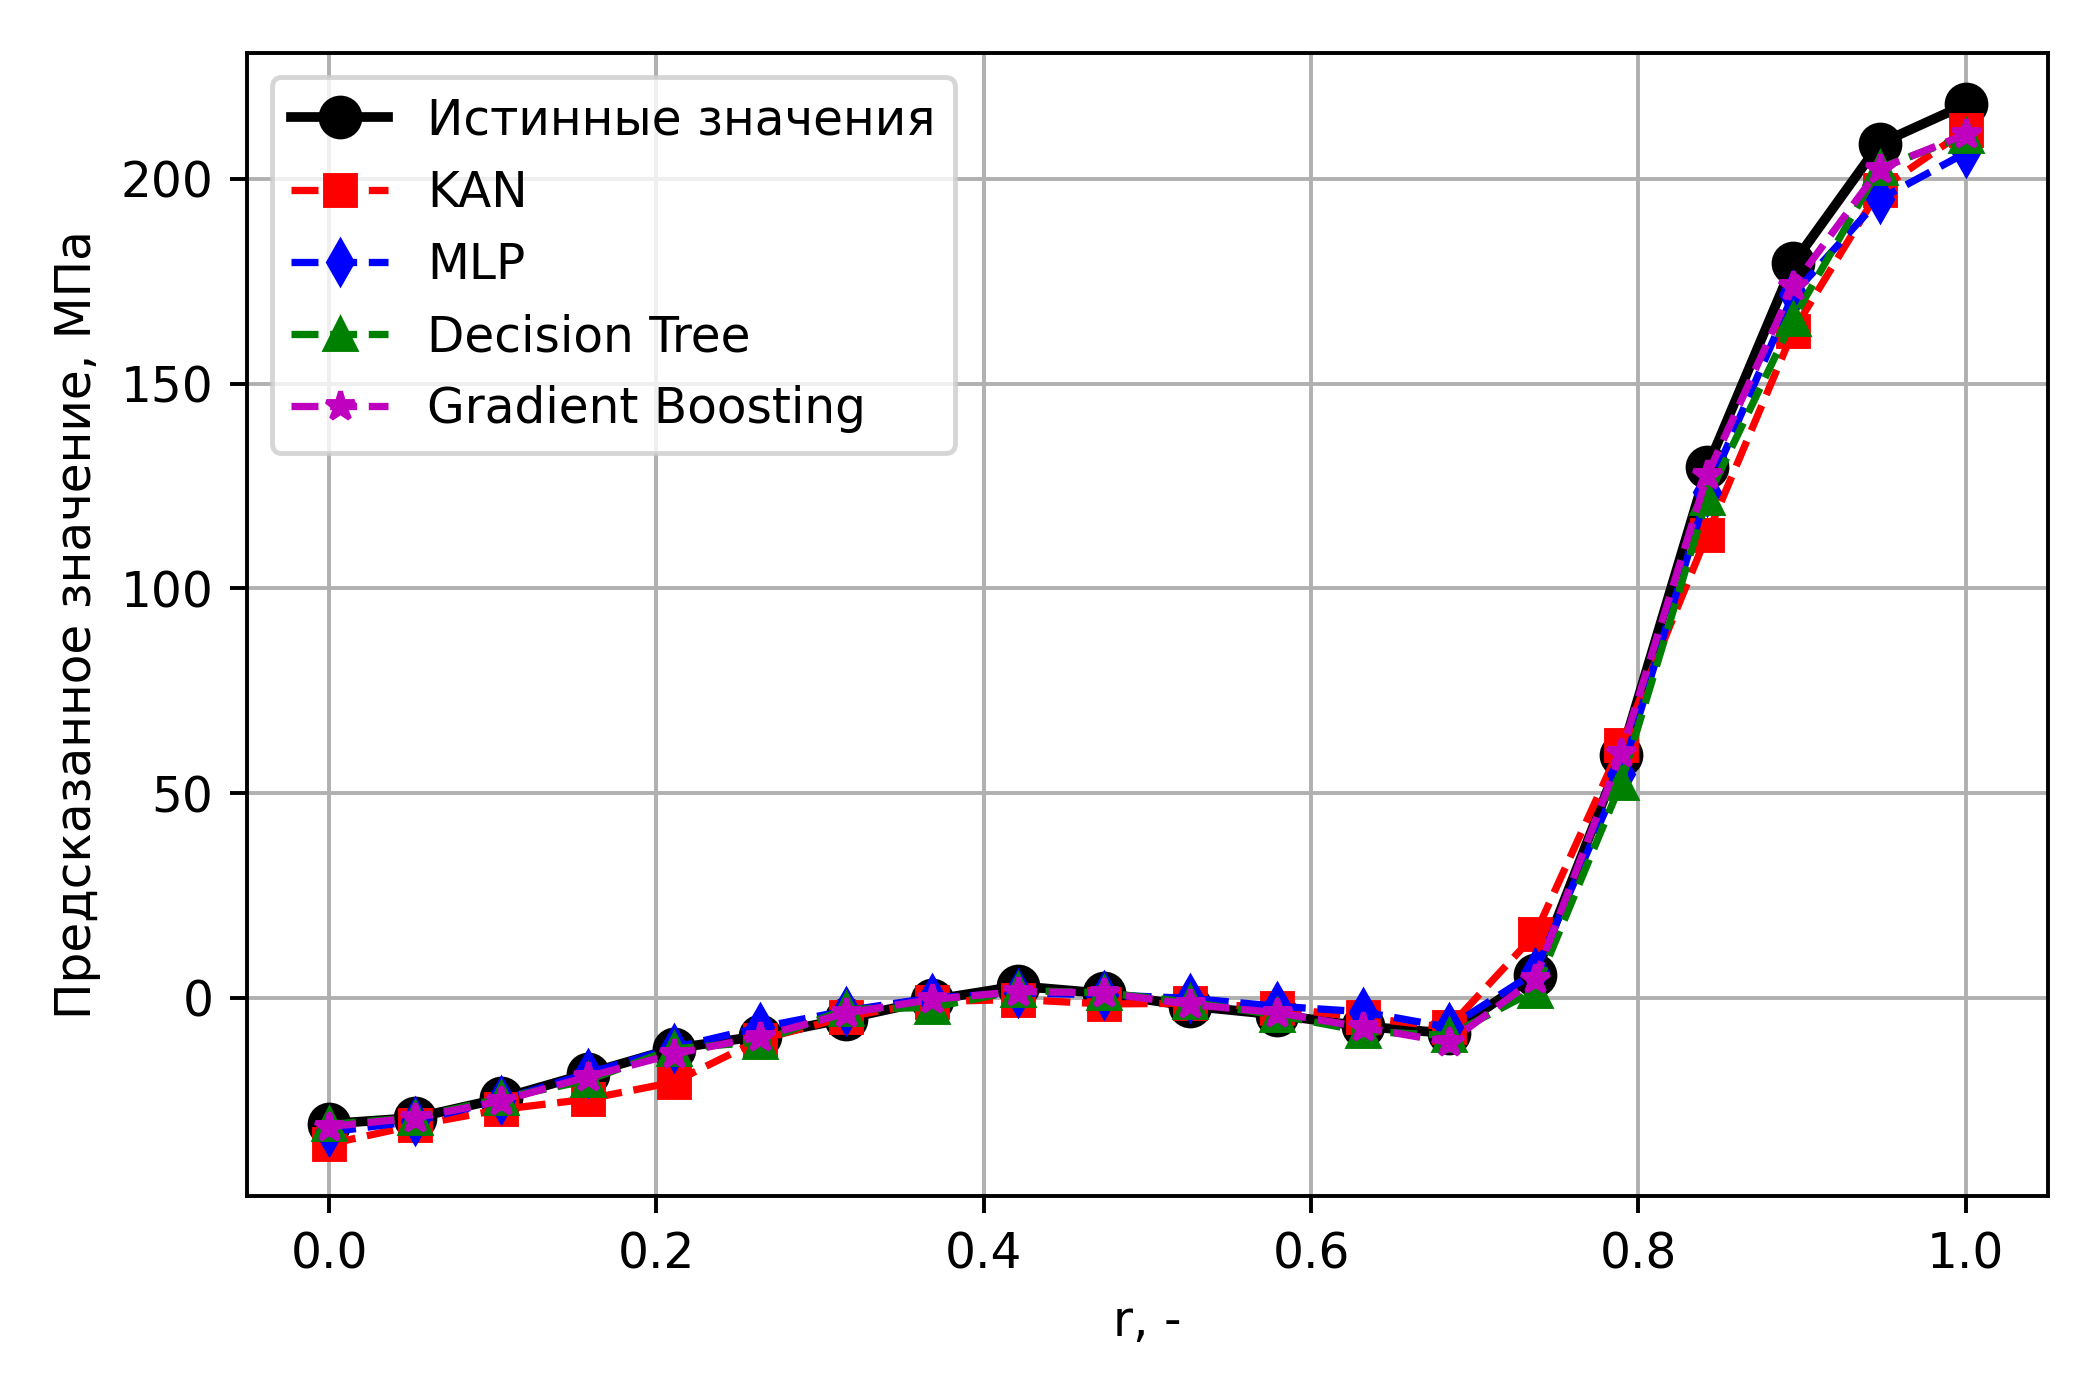 Истинные значения
KAN
MLP
Decision Tree
Gradient Boosting
Предсказанное значение, МПа
200
150
100
50
0
0.0 0.2 0.4 0.6 0.8 1.0
r, -